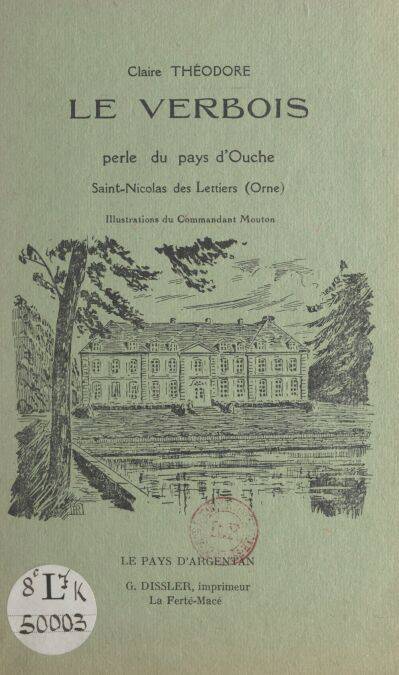 Claire THÉODORE
LE VERBOIS
perle du pays d'Ouche
Saint-Nicolas des Lettiers (Orne)
Illustrations du Commandant Mouton
LE PAYS D'ARGENTAN
G. DISSLER, imprimeur
La Ferté-Macé
8° L⁷ K
50003